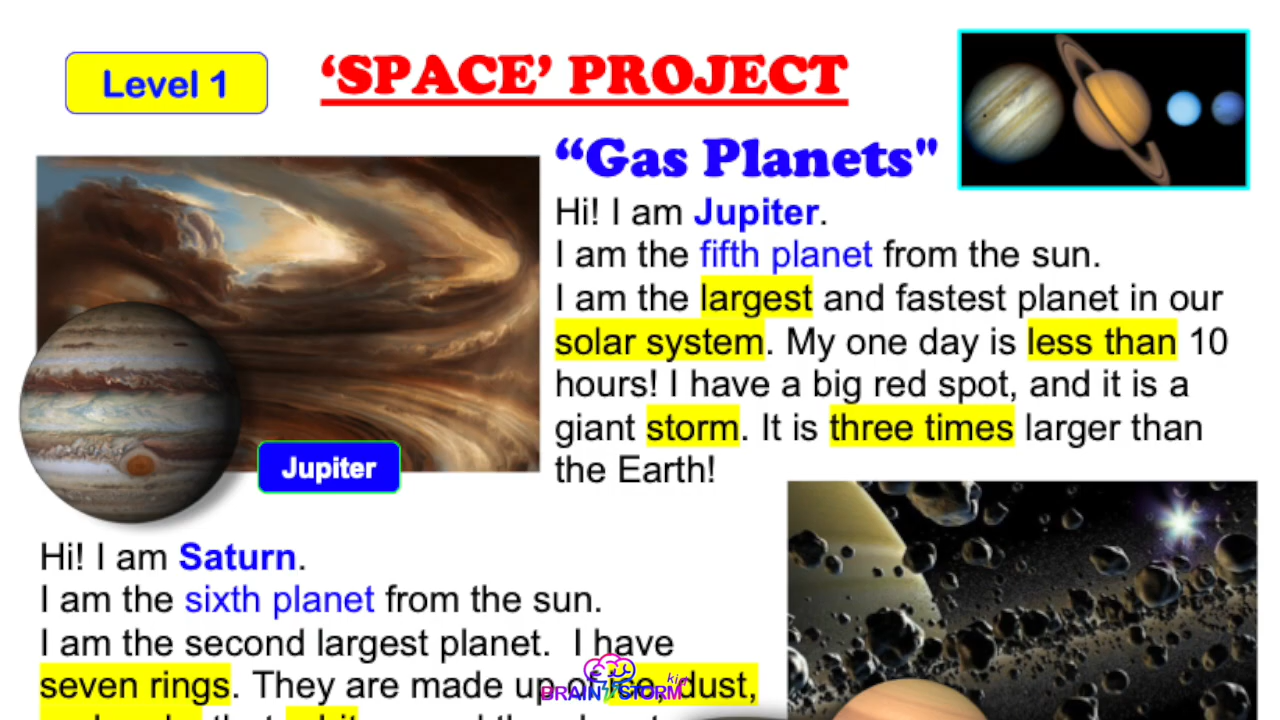 Level 1
‘SPACE’ PROJECT
“Gas Planets"
Hi! I am Jupiter.
I am the fifth planet from the sun.
I am the largest and fastest planet in our
solar system. My one day is less than 10
hours! I have a big red spot, and it is a
giant storm. It is three times larger than
the Earth!
Jupiter
Hi! I am Saturn.
I am the sixth planet from the sun.
I am the second largest planet. I have
seven rings. They are made up of ice, dust,
BRAIN STORM kid